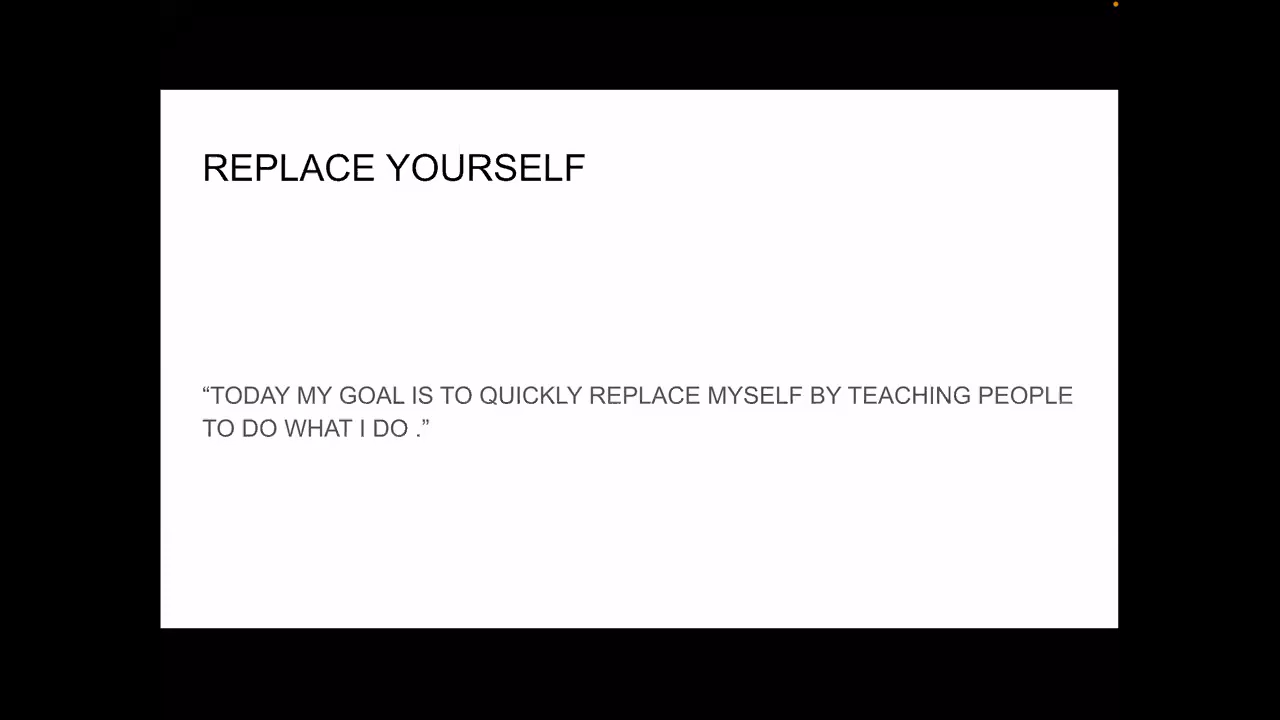 REPLACE YOURSELF
“TODAY MY GOAL IS TO QUICKLY REPLACE MYSELF BY TEACHING PEOPLE
TO DO WHAT I DO .”